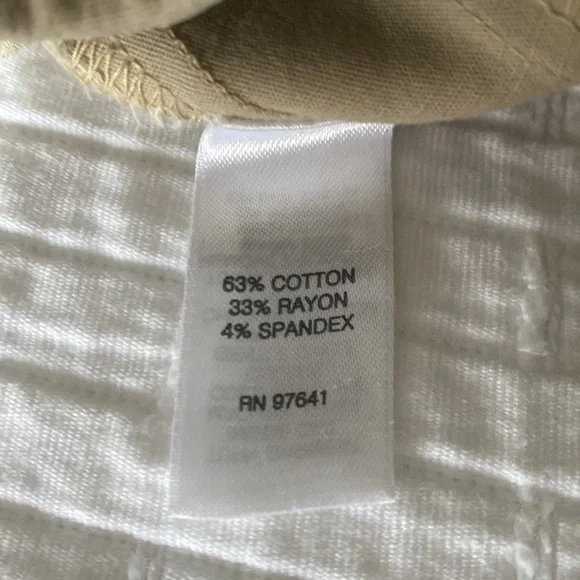 63% COTTON
33% RAYON
4% SPANDEX
RN 97641